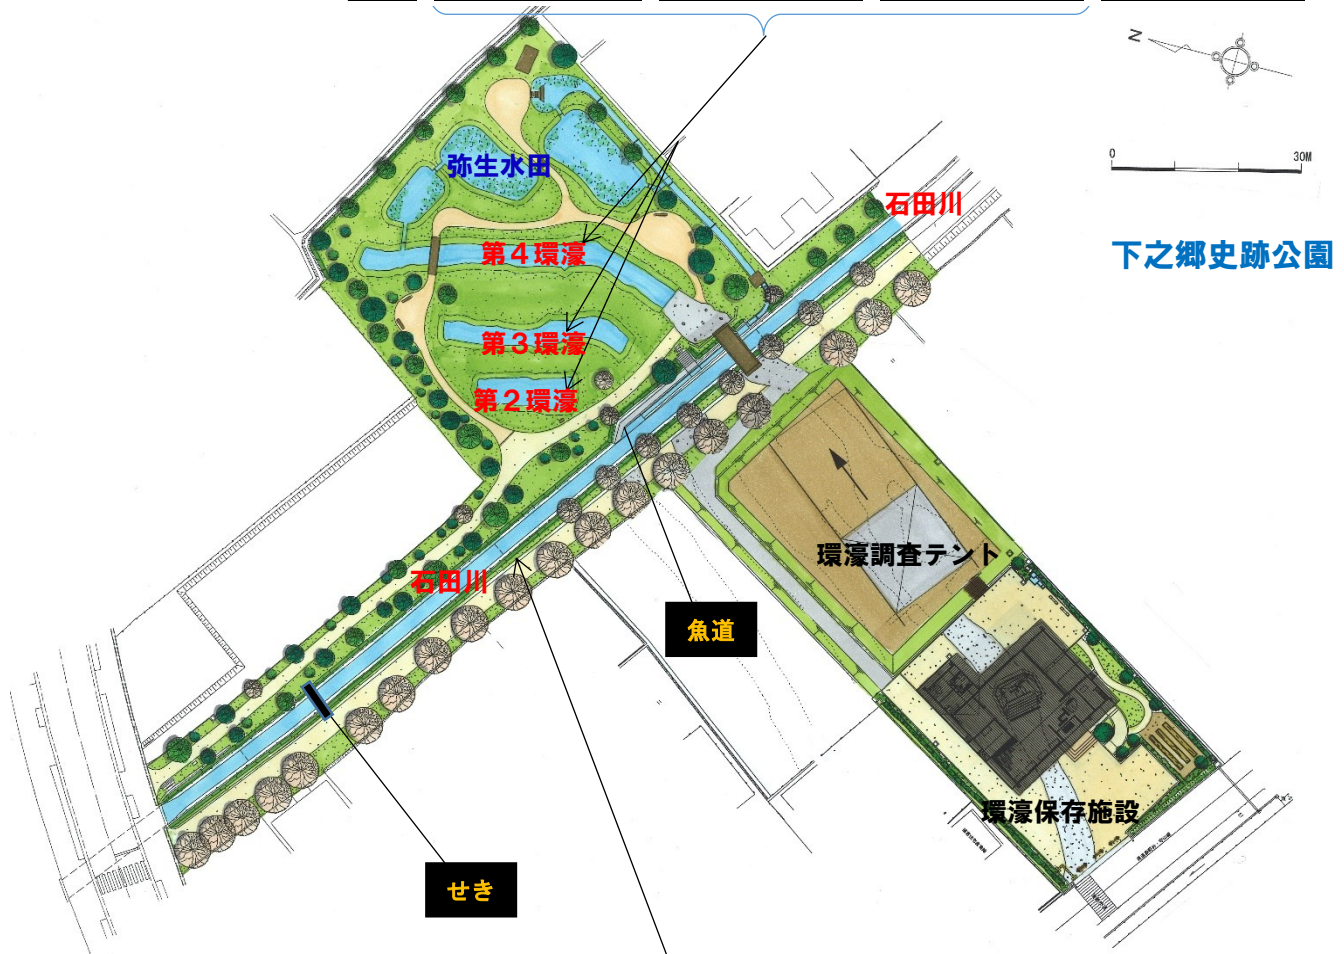 N
0
30M
石田川
弥生水田
下之郷史跡公園
第4環濠
第3環濠
第2環濠
環濠調査テント
石田川
魚道
環濠保存施設
せき